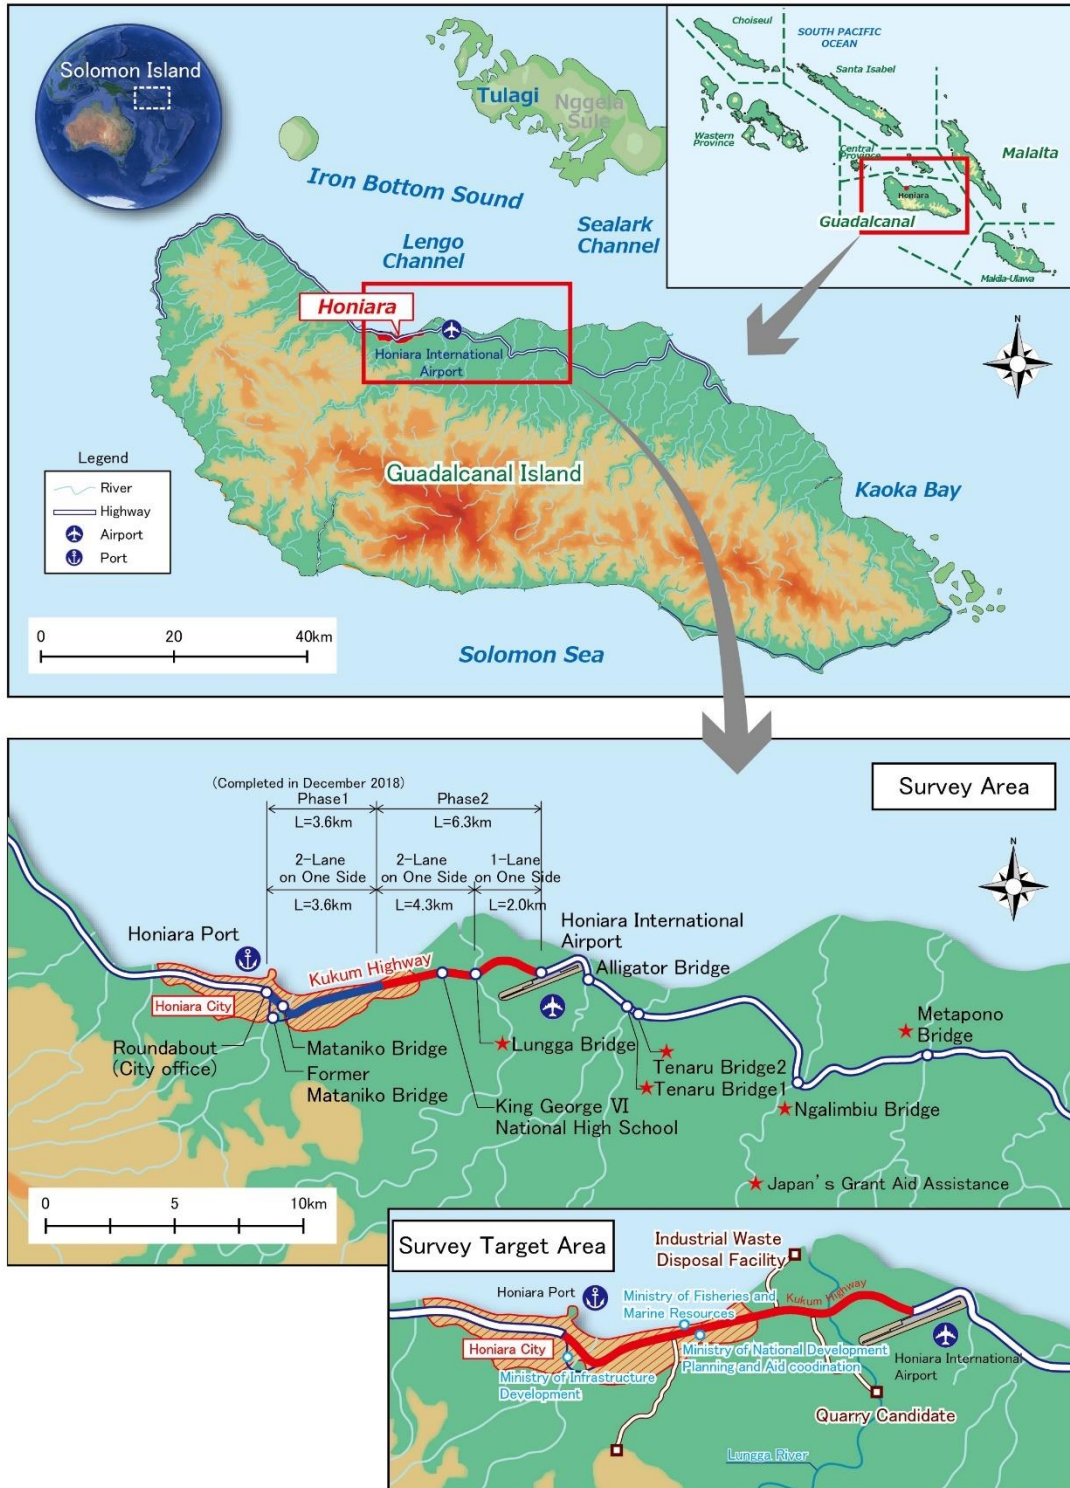 Solomon Island
Tulagi
Nggela
Sule
Iron Bottom Sound
Sealark
Channel
Lengo
Channel
Honiara
Honiara International
Airport
Guadalcanal Island
Kaoka Bay
Solomon Sea
Legend
River
Highway
Airport
Port
0 20 40km
N
Choiseul
SOUTH PACIFIC
OCEAN
Santa Isabel
Wastern
Province
Central
Province
Malaita
Honiara
Guadalcanal
Makila-Ulawa
Survey Area
N
(Completed in December 2018)
Phase1
Phase2
L=3.6km
L=6.3km
2-Lane
on One Side
2-Lane
on One Side
1-Lane
on One Side
L=3.6km
L=4.3km
L=2.0km
Honiara Port
Kukum Highway
Honiara International
Airport
Alligator Bridge
Honiara City
Roundabout
(City office)
Mataniko Bridge
Former
Mataniko Bridge
Lungga Bridge
King George Ⅵ
National High School
Tenaru Bridge2
Tenaru Bridge1
Metapono
Bridge
Ngalimbiu Bridge
Japan's Grant Aid Assistance
0 5 10km
Survey Target Area
Industrial Waste
Disposal Facility
Honiara Port
Ministry of Fisheries and
Marine Resources
Kukum Highway
Honiara City
Ministry of National Development
Planning and Aid coodination
Ministry of Infrastructure
Development
Honiara International
Airport
Quarry Candidate
Lungga River